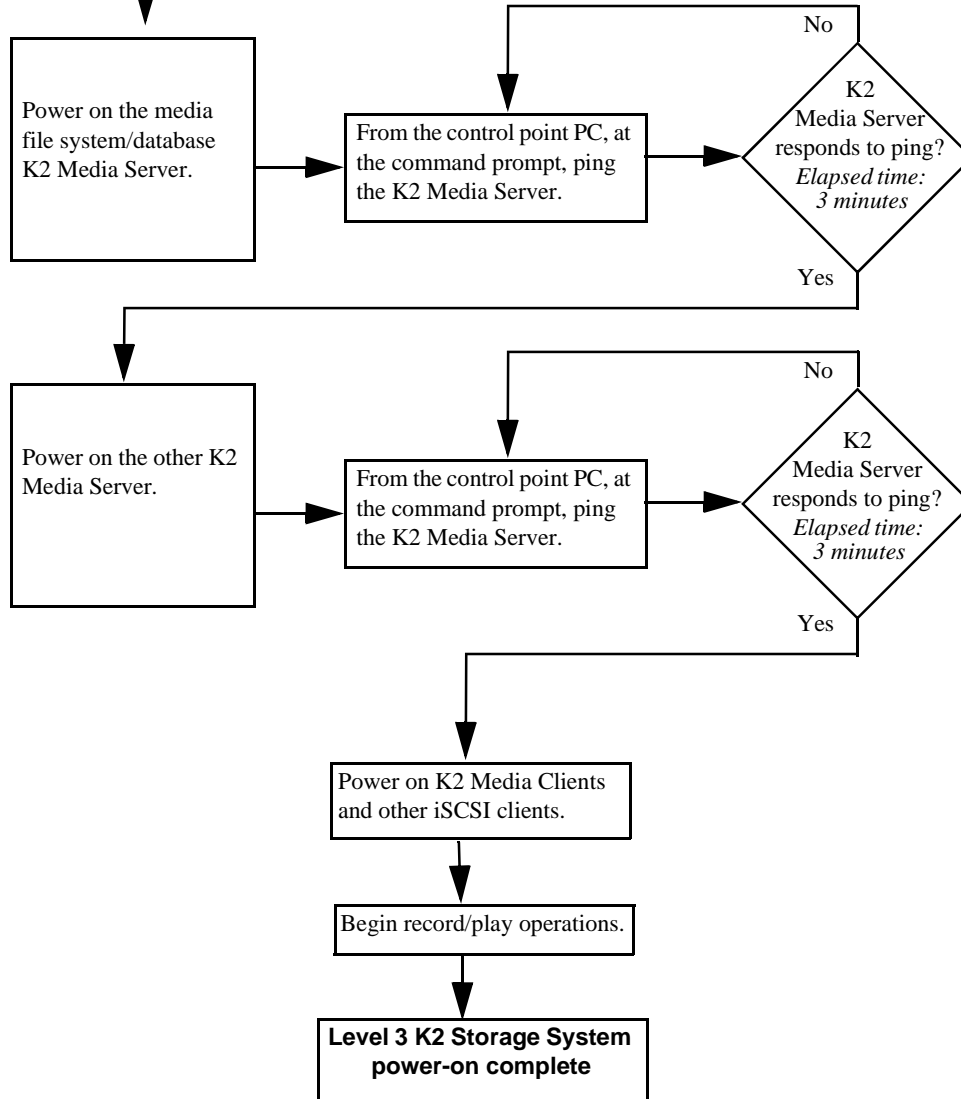 Power on the media
file system/database
K2 Media Server.
From the control point PC, at
the command prompt, ping
the K2 Media Server.
No
K2
Media Server
responds to ping?
Elapsed time:
3 minutes
Yes
Power on the other K2
Media Server.
From the control point PC, at
the command prompt, ping
the K2 Media Server.
No
K2
Media Server
responds to ping?
Elapsed time:
3 minutes
Yes
Power on K2 Media Clients
and other iSCSI clients.
Begin record/play operations.
Level 3 K2 Storage System
power-on complete